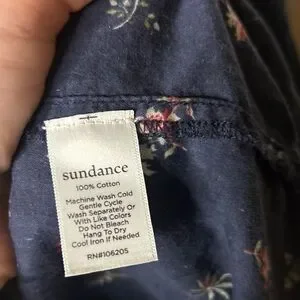 sundance
100% Cotton
Machine Wash Cold
Gentle Cycle
Wash Separately Or
With Like Colors
Do Not Bleach
Hang To Dry
Cool Iron If Needed
RN#106205